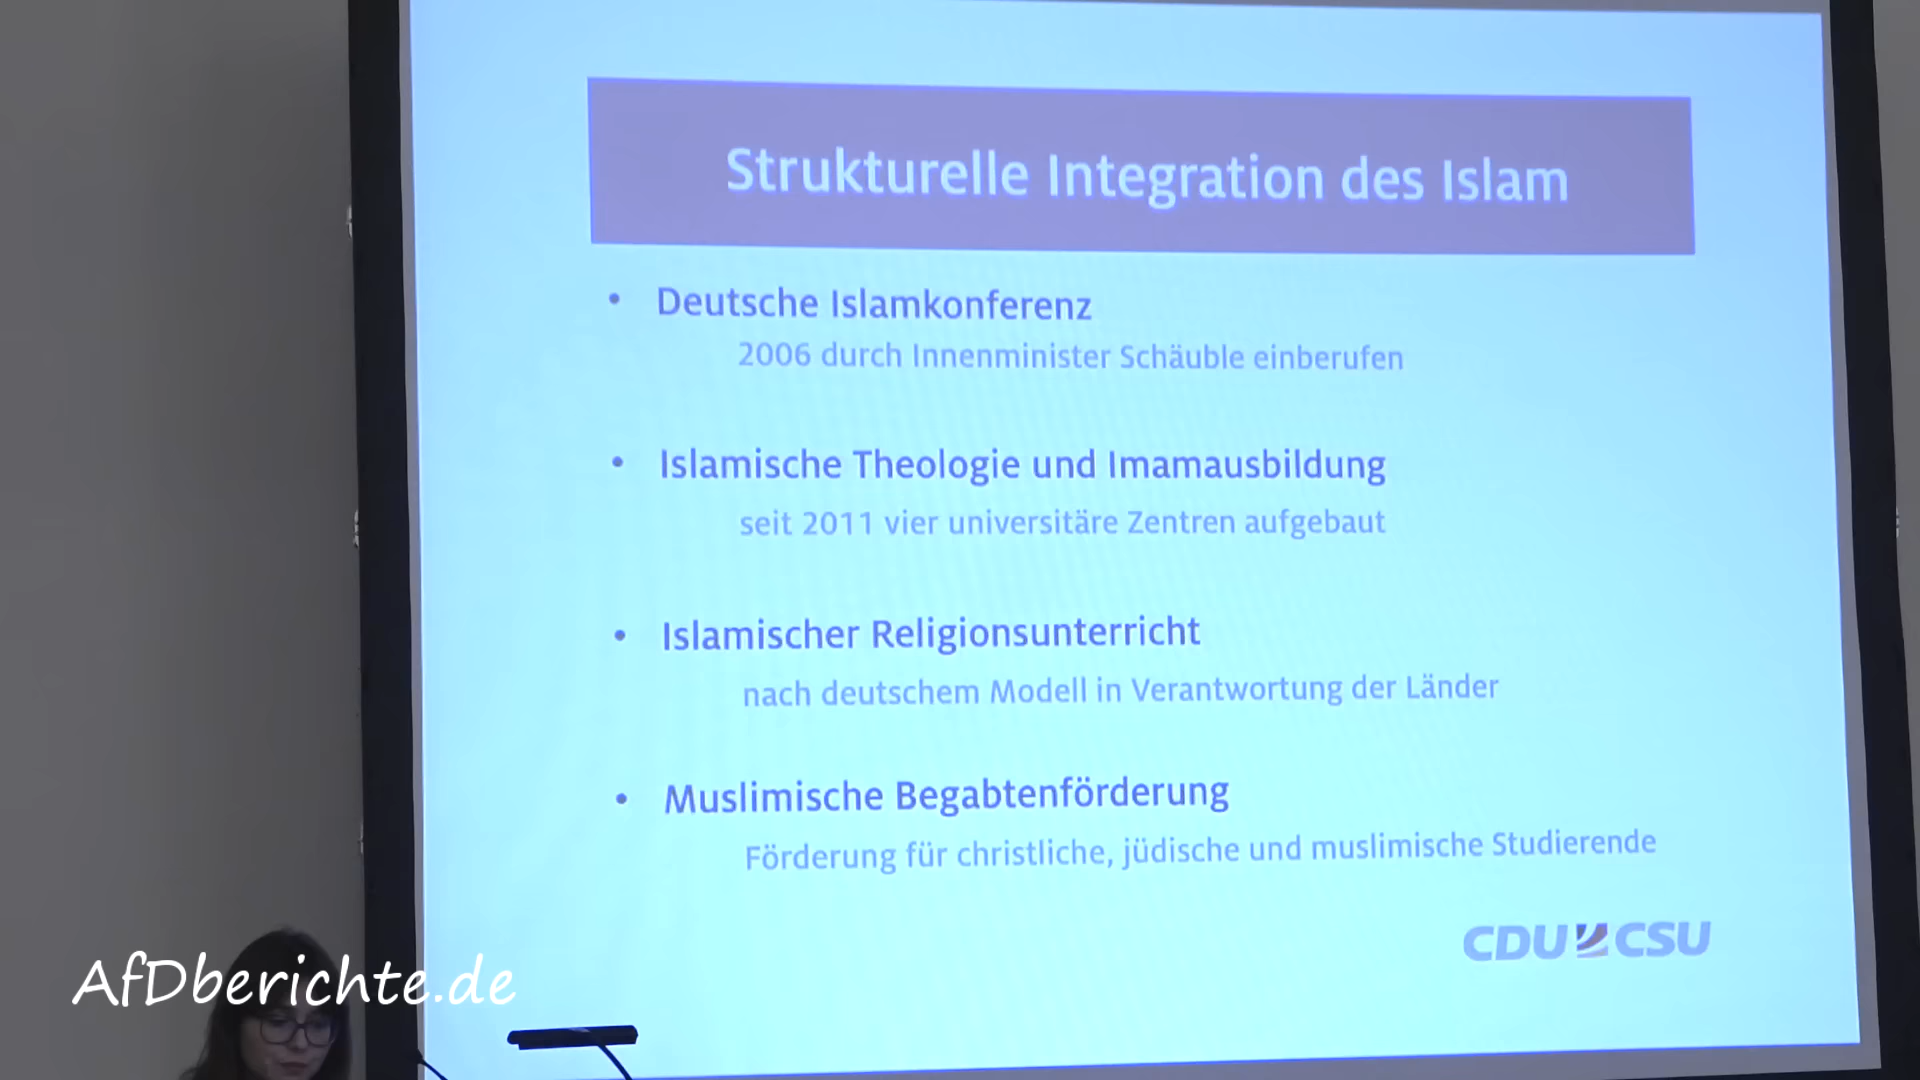 Strukturelle Integration des Islam
• Deutsche Islamkonferenz
2006 durch Innenminister Schäuble einberufen
• Islamische Theologie und Imamausbildung
seit 2011 vier universitäre Zentren aufgebaut
• Islamischer Religionsunterricht
nach deutschem Modell in Verantwortung der Länder
• Muslimische Begabtenförderung
Förderung für christliche, jüdische und muslimische Studierende
CDU CSU
AfDberichte.de